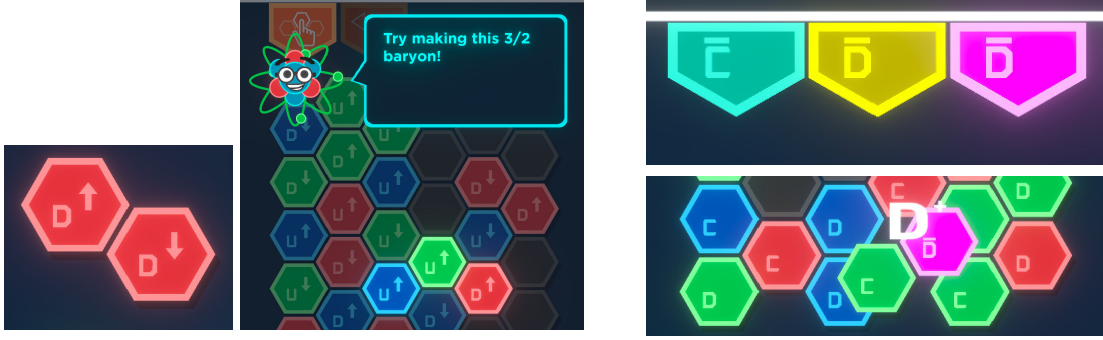 D↑
D↓
Try making this 3/2
baryon!
U↑
D↓ U↑
D↑
D↓ U↑ D↓
U↑ D↑
U↑ U↓ U↓
D↓ U↑
U↓ U↑ D↑
D↑ D↓
C̅ D̅ D̅
C D
C D D⁺
C D̅ D
D D C C